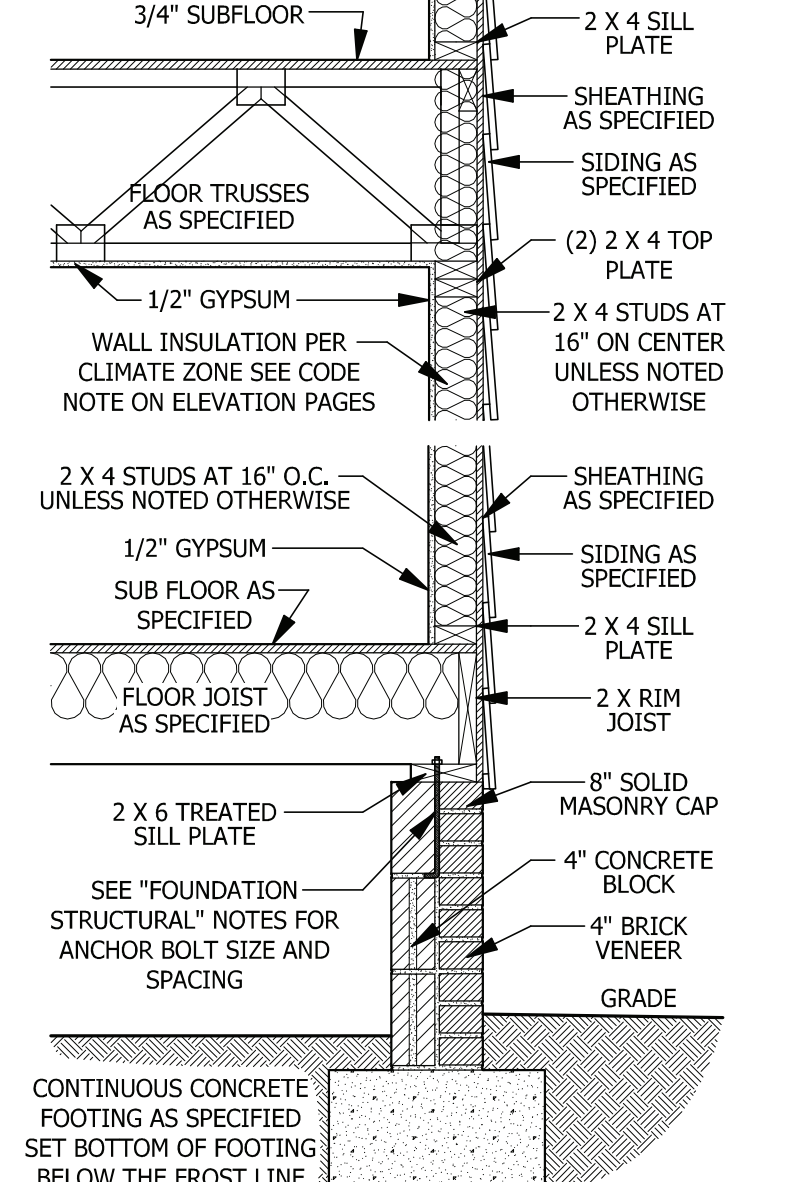 3/4" SUBFLOOR
2 X 4 SILL
PLATE
SHEATHING
AS SPECIFIED
SIDING AS
SPECIFIED
FLOOR TRUSSES
AS SPECIFIED
(2) 2 X 4 TOP
PLATE
1/2" GYPSUM
2 X 4 STUDS AT
16" ON CENTER
UNLESS NOTED
OTHERWISE
WALL INSULATION PER
CLIMATE ZONE SEE CODE
NOTE ON ELEVATION PAGES
2 X 4 STUDS AT 16" O.C.
UNLESS NOTED OTHERWISE
SHEATHING
AS SPECIFIED
1/2" GYPSUM
SIDING AS
SPECIFIED
SUB FLOOR AS
SPECIFIED
2 X 4 SILL
PLATE
FLOOR JOIST
AS SPECIFIED
2 X RIM
JOIST
8" SOLID
MASONRY CAP
2 X 6 TREATED
SILL PLATE
4" CONCRETE
BLOCK
SEE "FOUNDATION
STRUCTURAL" NOTES FOR
ANCHOR BOLT SIZE AND
SPACING
4" BRICK
VENEER
GRADE
CONTINUOUS CONCRETE
FOOTING AS SPECIFIED
SET BOTTOM OF FOOTING
BELOW THE FROST LINE